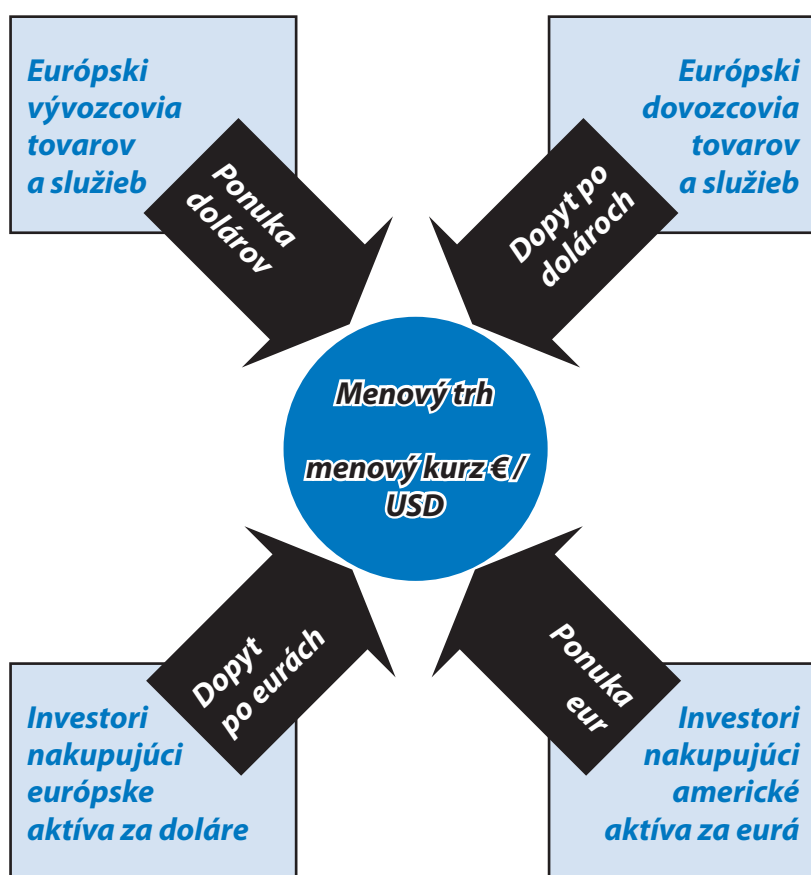 Európski
vývozcovia
tovarov
a služieb
Európski
dovozcovia
tovarov
a služieb
Ponuka
dolárov
Dopyt po
dolároch
Menový trh
menový kurz € /
USD
Dopyt
po eurách
Ponuka
eur
Investori
nakupujúci
európske
aktíva za doláre
Investori
nakupujúci
americké
aktíva za eurá